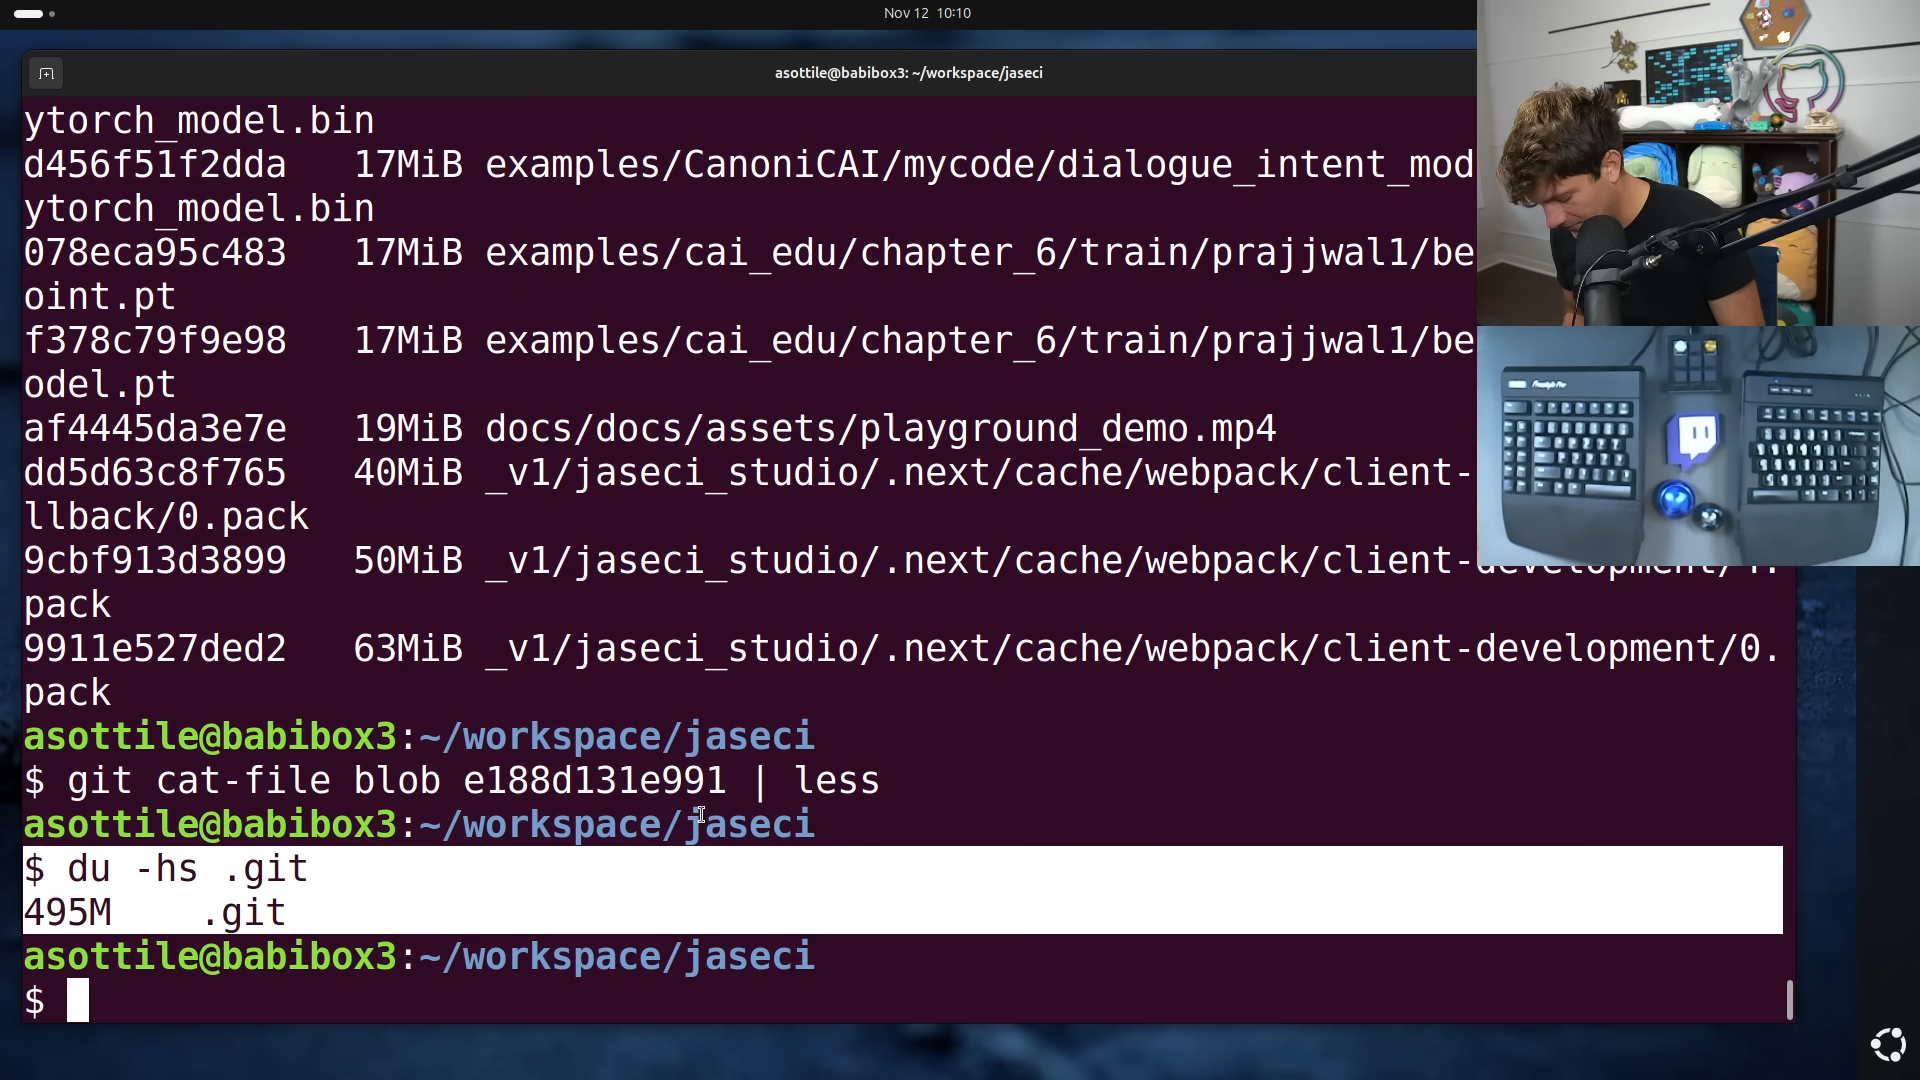 Nov 12 10:10
asottile@babibox3: ~/workspace/jaseci
ytorch_model.bin
d456f51f2dda 17MiB examples/CanoniCAI/mycode/dialogue_intent_mod
ytorch_model.bin
078eca95c483 17MiB examples/cai_edu/chapter_6/train/prajjwal1/be
oint.pt
f378c79f9e98 17MiB examples/cai_edu/chapter_6/train/prajjwal1/be
odel.pt
af4445da3e7e 19MiB docs/docs/assets/playground_demo.mp4
dd5d63c8f765 40MiB _v1/jaseci_studio/.next/cache/webpack/client-
llback/0.pack
9cbf913d3899 50MiB _v1/jaseci_studio/.next/cache/webpack/client-
pack
9911e527ded2 63MiB _v1/jaseci_studio/.next/cache/webpack/client-development/0.
pack
asottile@babibox3:~/workspace/jaseci
$ git cat-file blob e188d131e991 | less
asottile@babibox3:~/workspace/jaseci
$ du -hs .git
495M .git
asottile@babibox3:~/workspace/jaseci
$